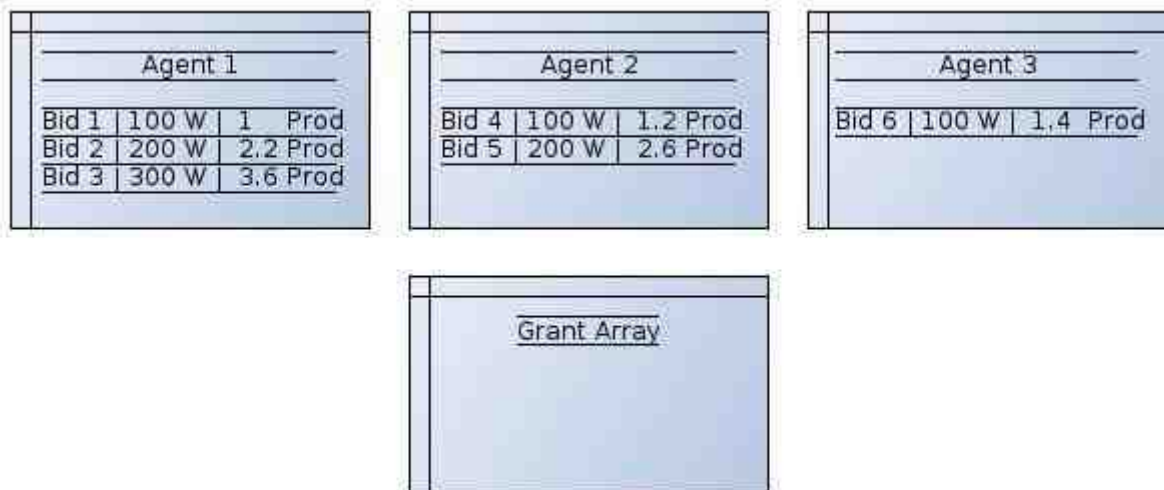 Agent 1
Bid 1 | 100 W | 1 Prod
Bid 2 | 200 W | 2.2 Prod
Bid 3 | 300 W | 3.6 Prod
Agent 2
Bid 4 | 100 W | 1.2 Prod
Bid 5 | 200 W | 2.6 Prod
Agent 3
Bid 6 | 100 W | 1.4 Prod
Grant Array